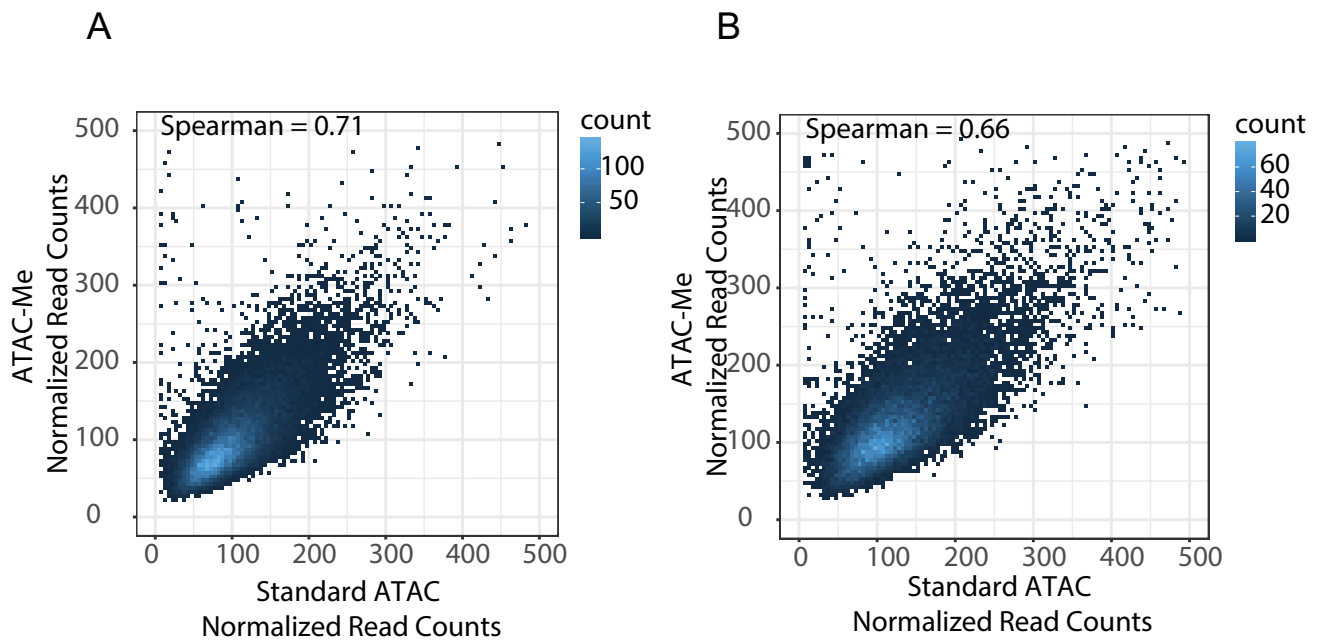 A
B
Spearman = 0.71
count
100
50
500
400
300
200
100
0
ATAC-Me
Normalized Read Counts
0 100 200 300 400 500
Standard ATAC
Normalized Read Counts
Spearman = 0.66
count
60
40
20
500
400
300
200
100
0
ATAC-Me
Normalized Read Counts
0 100 200 300 400 500
Standard ATAC
Normalized Read Counts